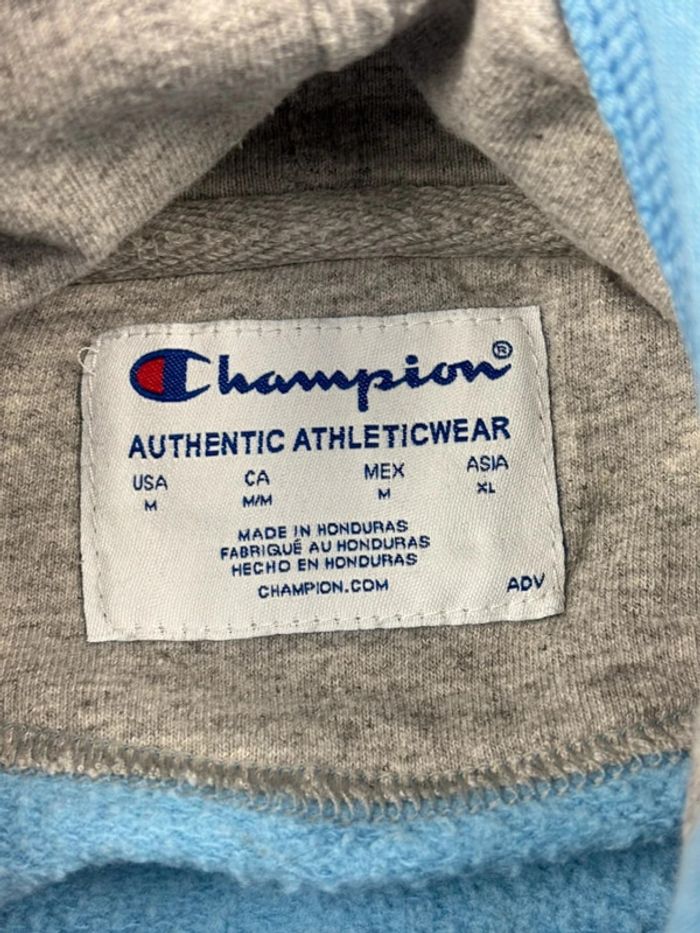 Champion®
AUTHENTIC ATHLETICWEAR
USA CA MEX ASIA
M M/M M XL
MADE IN HONDURAS
FABRIQUÉ AU HONDURAS
HECHO EN HONDURAS
CHAMPION.COM ADV